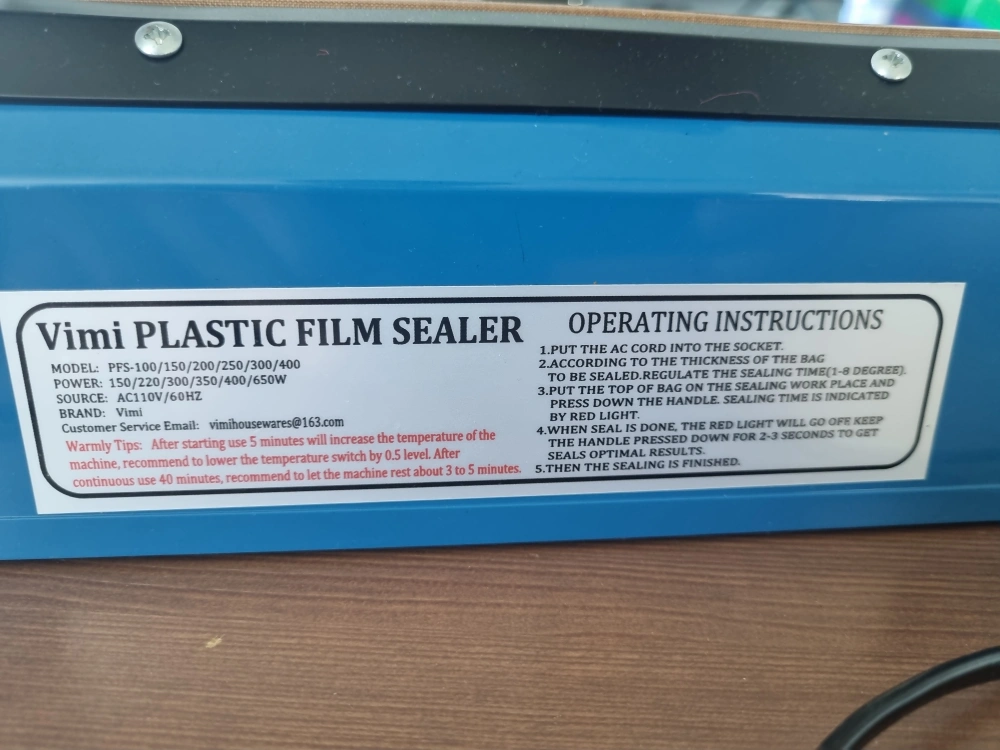 Vimi PLASTIC FILM SEALER
MODEL: PFS-100/150/200/250/300/400
POWER: 150/220/300/350/400/650W
SOURCE: AC110V/60HZ
BRAND: Vimi
Customer Service Email: vimihousewares@163.com
Warmly Tips: After starting use 5 minutes will increase the temperature of the
machine, recommend to lower the temperature switch by 0.5 level. After
continuous use 40 minutes, recommend to let the machine rest about 3 to 5 minutes.
OPERATING INSTRUCTIONS
1.PUT THE AC CORD INTO THE SOCKET.
2.ACCORDING TO THE THICKNESS OF THE BAG
TO BE SEALED.REGULATE THE SEALING TIME(1-8 DEGREE).
3.PUT THE TOP OF BAG ON THE SEALING WORK PLACE AND
PRESS DOWN THE HANDLE. SEALING TIME IS INDICATED
BY RED LIGHT.
4.WHEN SEAL IS DONE, THE RED LIGHT WILL GO OFF KEEP
THE HANDLE PRESSED DOWN FOR 2-3 SECONDS TO GET
SEALS OPTIMAL RESULTS.
5.THEN THE SEALING IS FINISHED.